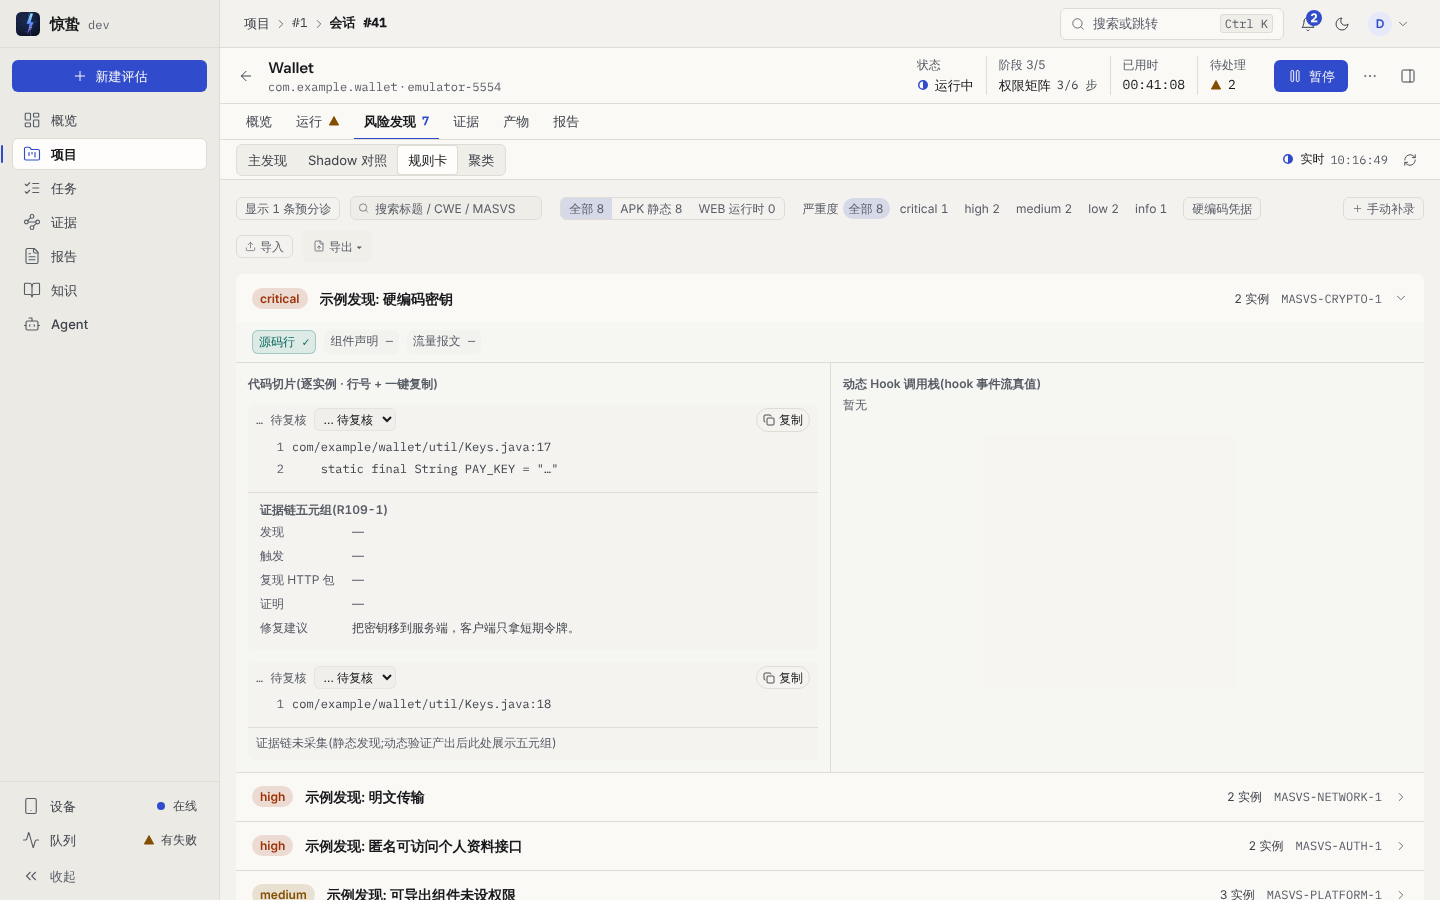 惊蛰 dev
新建评估
概览
项目
任务
证据
报告
知识
Agent
设备 在线
队列 有失败
收起
项目 #1 会话 #41
搜索或跳转 Ctrl K
2
D
Wallet
com.example.wallet · emulator-5554
状态
运行中
阶段 3/5
权限矩阵 3/6 步
已用时
00:41:08
待处理
2
暂停
概览 运行 风险发现 7 证据 产物 报告
主发现 Shadow 对照 规则卡 聚类
实时 10:16:49
显示 1 条预分诊 搜索标题 / CWE / MASVS 全部 8 APK 静态 8 WEB 运行时 0 严重度 全部 8 critical 1 high 2 medium 2 low 2 info 1 硬编码凭据 + 手动补录
导入 导出
critical 示例发现: 硬编码密钥 2 实例 MASVS-CRYPTO-1
源码行 ✓ 组件声明 — 流量报文 —
代码切片(逐实例 · 行号 + 一键复制)
… 待复核 … 待复核 复制
1 com/example/wallet/util/Keys.java:17
2 static final String PAY_KEY = "…"
证据链五元组(R109-1)
发现 —
触发 —
复现 HTTP 包 —
证明 —
修复建议 把密钥移到服务端，客户端只拿短期令牌。
… 待复核 … 待复核 复制
1 com/example/wallet/util/Keys.java:18
证据链未采集(静态发现;动态验证产出后此处展示五元组)
动态 Hook 调用栈(hook 事件流真值)
暂无
high 示例发现: 明文传输 2 实例 MASVS-NETWORK-1
high 示例发现: 匿名可访问个人资料接口 2 实例 MASVS-AUTH-1
medium 示例发现: 可导出组件未设权限 3 实例 MASVS-PLATFORM-1